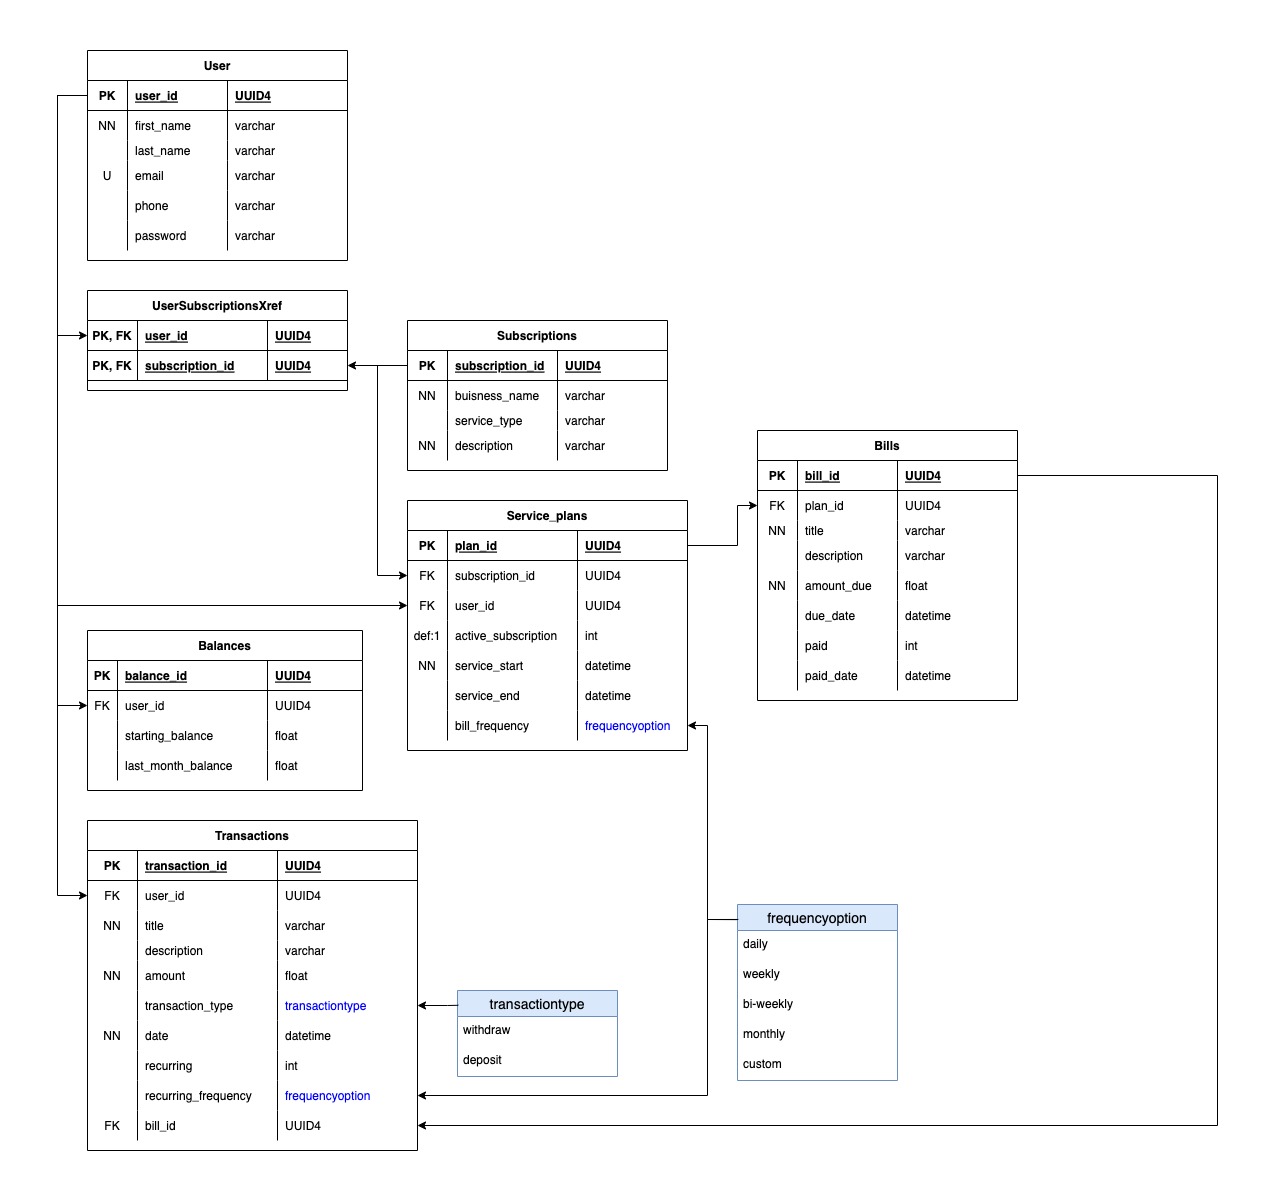 User
PK user_id UUID4
NN first_name varchar
last_name varchar
U email varchar
phone varchar
password varchar
UserSubscriptionsXref
PK, FK user_id UUID4
PK, FK subscription_id UUID4
Subscriptions
PK subscription_id UUID4
NN buisness_name varchar
service_type varchar
NN description varchar
Bills
PK bill_id UUID4
FK plan_id UUID4
NN title varchar
description varchar
NN amount_due float
due_date datetime
paid int
paid_date datetime
Service_plans
PK plan_id UUID4
FK subscription_id UUID4
FK user_id UUID4
def:1 active_subscription int
NN service_start datetime
service_end datetime
bill_frequency frequencyoption
Balances
PK balance_id UUID4
FK user_id UUID4
starting_balance float
last_month_balance float
Transactions
PK transaction_id UUID4
FK user_id UUID4
NN title varchar
description varchar
NN amount float
transaction_type transactiontype
NN date datetime
recurring int
recurring_frequency frequencyoption
FK bill_id UUID4
transactiontype
withdraw
deposit
frequencyoption
daily
weekly
bi-weekly
monthly
custom